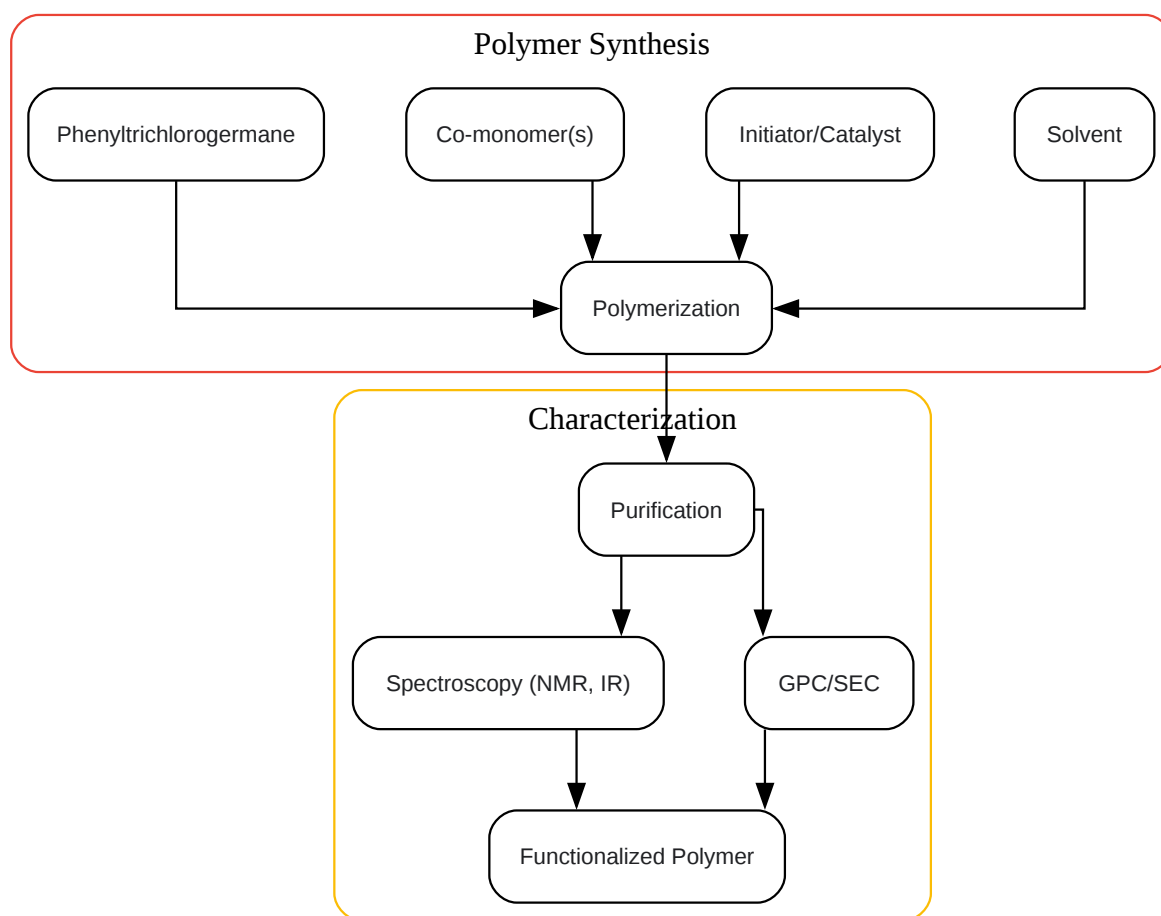 Polymer Synthesis
Phenyltrichlorogermane
Co-monomer(s)
Initiator/Catalyst
Solvent
Polymerization
Characterization
Purification
Spectroscopy (NMR, IR)
GPC/SEC
Functionalized Polymer